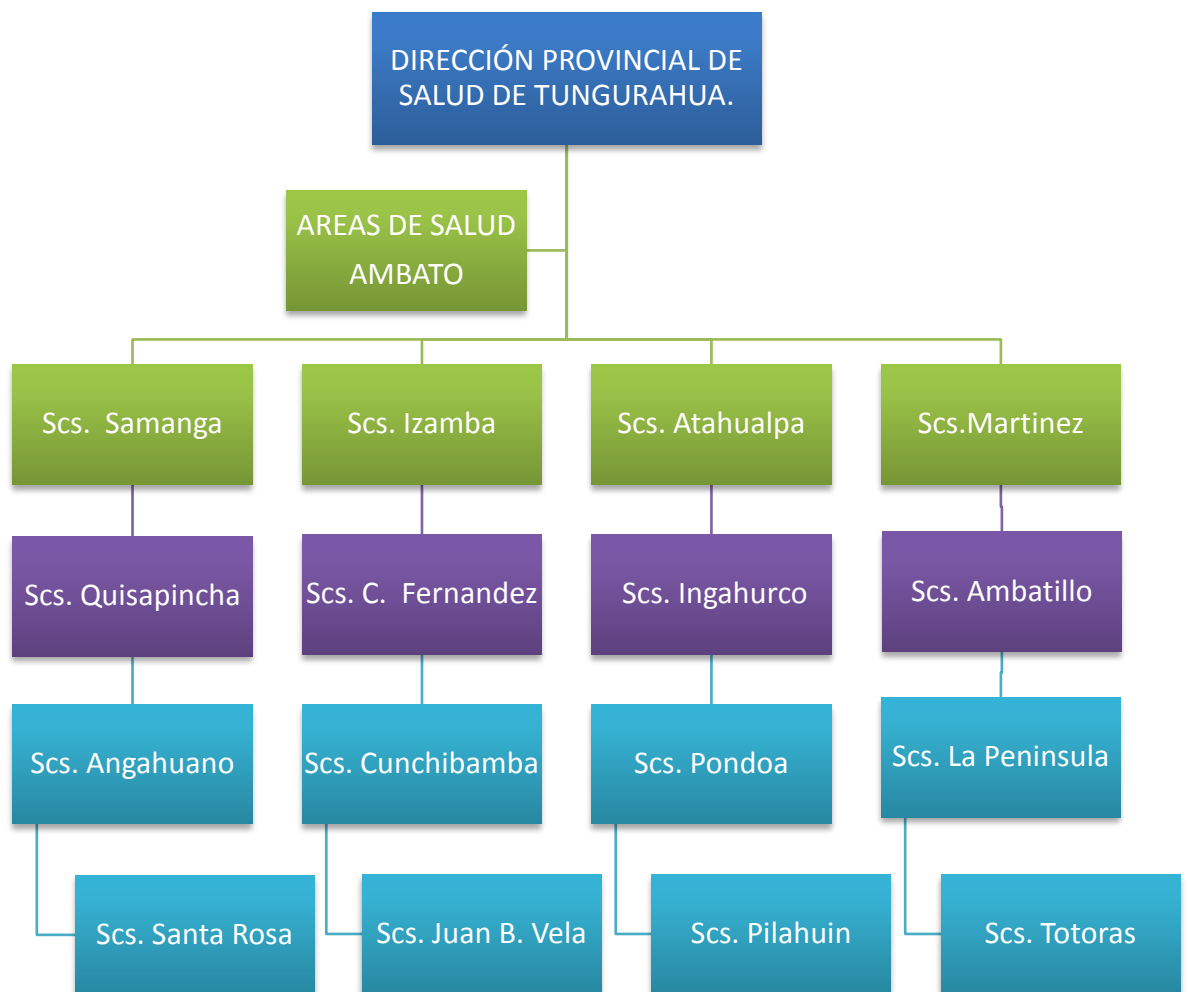 DIRECCIÓN PROVINCIAL DE
SALUD DE TUNGURAHUA.
AREAS DE SALUD
AMBATO
Scs.  Samanga
Scs. Izamba
Scs. Atahualpa
Scs.Martinez
Scs. Quisapincha
Scs. C.  Fernandez
Scs. Ingahurco
Scs. Ambatillo
Scs. Angahuano
Scs. Cunchibamba
Scs. Pondoa
Scs. La Peninsula
Scs. Santa Rosa
Scs. Juan B. Vela
Scs. Pilahuin
Scs. Totoras